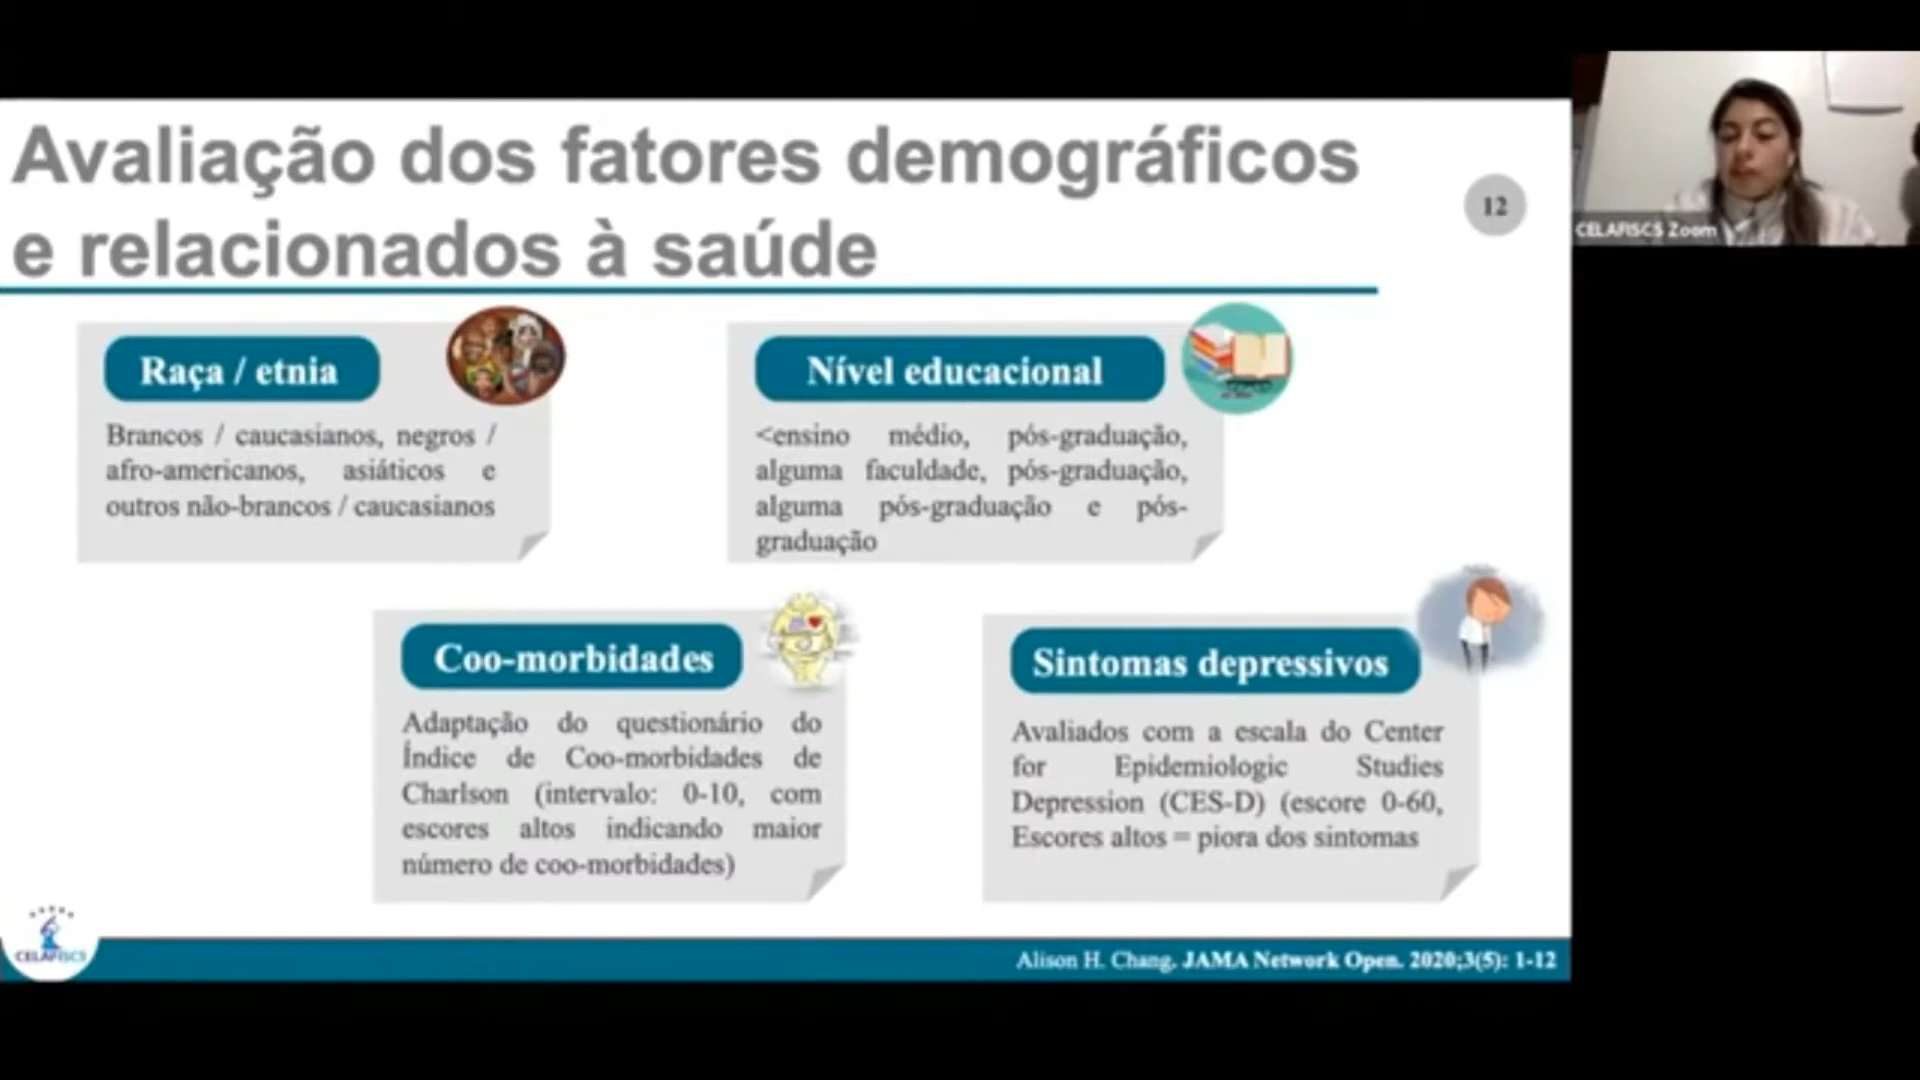 Avaliação dos fatores demográficos
e relacionados à saúde
12
CELAFISCS Zoom
Raça / etnia
Brancos / caucasianos, negros /
afro-americanos, asiáticos e
outros não-brancos / caucasianos
Nível educacional
<ensino médio, pós-graduação,
alguma faculdade, pós-graduação,
alguma pós-graduação e pós-
graduação
Coo-morbidades
Adaptação do questionário do
Índice de Coo-morbidades de
Charlson (intervalo: 0-10, com
escores altos indicando maior
número de coo-morbidades)
Sintomas depressivos
Avaliados com a escala do Center
for Epidemiologic Studies
Depression (CES-D) (escore 0-60,
Escores altos = piora dos sintomas
CELAFISCS
Alison H. Chang. JAMA Network Open. 2020;3(5): 1-12